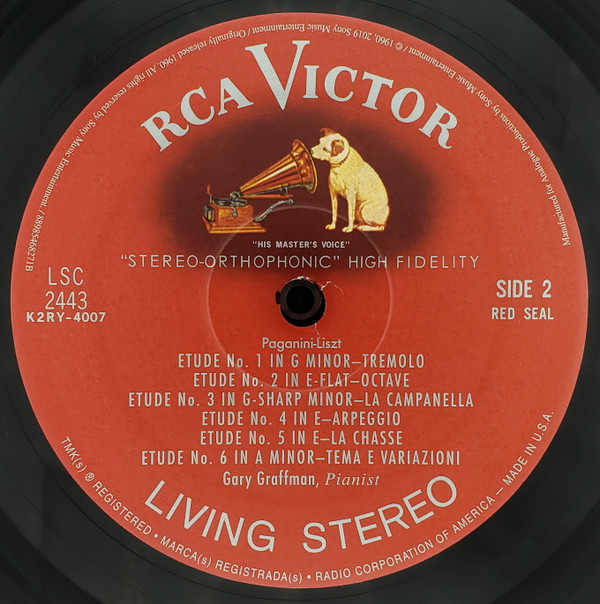 © 1960, 2019 Sony Music Entertainment / Originally released 1960. All rights reserved by Sony Music Entertainment. / 88985468271B
Manufactured for Analogue Productions by Sony Music Entertainment
RCA VICTOR
"HIS MASTER'S VOICE"
"STEREO-ORTHOPHONIC" HIGH FIDELITY
LSC
2443
K2RY-4007
SIDE 2
RED SEAL
Paganini-Liszt
ETUDE No. 1 IN G MINOR—TREMOLO
ETUDE No. 2 IN E-FLAT—OCTAVE
ETUDE No. 3 IN G-SHARP MINOR—LA CAMPANELLA
ETUDE No. 4 IN E—ARPEGGIO
ETUDE No. 5 IN E—LA CHASSE
ETUDE No. 6 IN A MINOR—TEMA E VARIAZIONI
Gary Graffman, Pianist
LIVING STEREO
TMK(s) ® REGISTERED • MARCA(s) REGISTRADA(s) • RADIO CORPORATION OF AMERICA — MADE IN U.S.A.